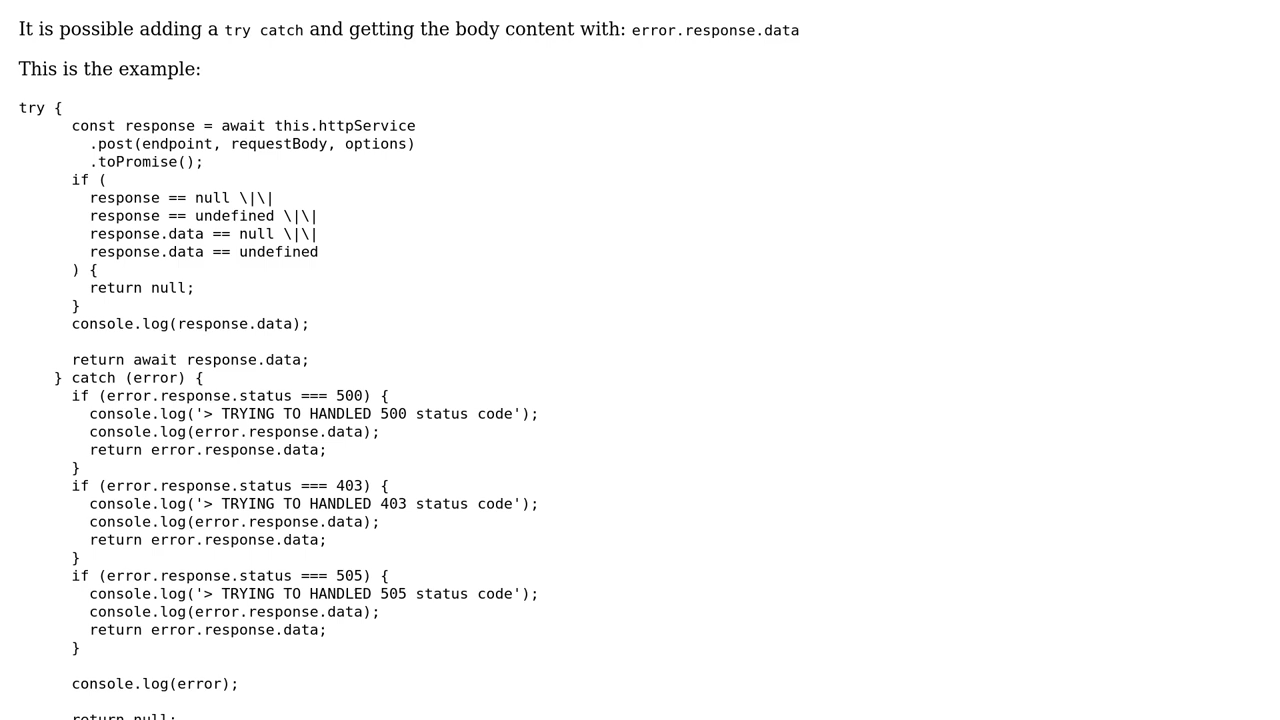 It is possible adding a try catch and getting the body content with: error.response.data
This is the example:
try {
      const response = await this.httpService
        .post(endpoint, requestBody, options)
        .toPromise();
      if (
        response == null \|\|
        response == undefined \|\|
        response.data == null \|\|
        response.data == undefined
      ) {
        return null;
      }
      console.log(response.data);

      return await response.data;
    } catch (error) {
      if (error.response.status === 500) {
        console.log('> TRYING TO HANDLED 500 status code');
        console.log(error.response.data);
        return error.response.data;
      }
      if (error.response.status === 403) {
        console.log('> TRYING TO HANDLED 403 status code');
        console.log(error.response.data);
        return error.response.data;
      }
      if (error.response.status === 505) {
        console.log('> TRYING TO HANDLED 505 status code');
        console.log(error.response.data);
        return error.response.data;
      }

      console.log(error);

      return null;